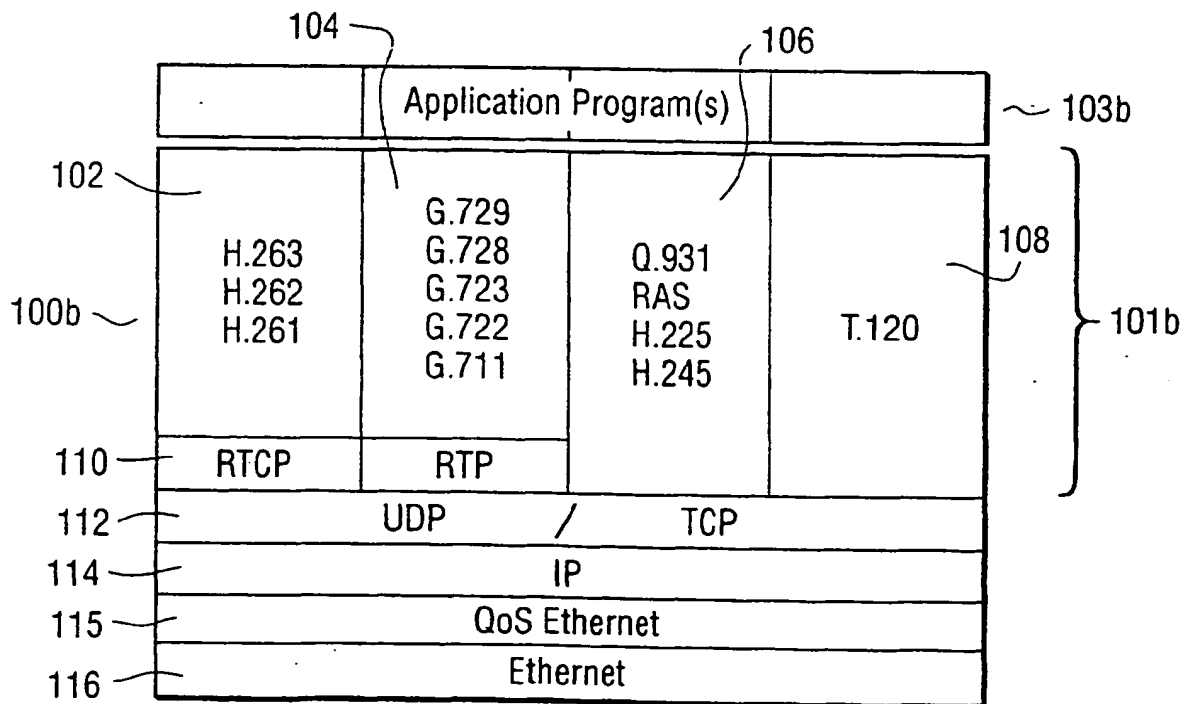 104
106
Application Program(s)
103b
102
G.729
G.728
G.723
G.722
G.711
H.263
H.262
H.261
Q.931
RAS
H.225
H.245
108
T.120
100b
101b
110
RTCP
RTP
112
UDP / TCP
114
IP
115
QoS Ethernet
116
Ethernet